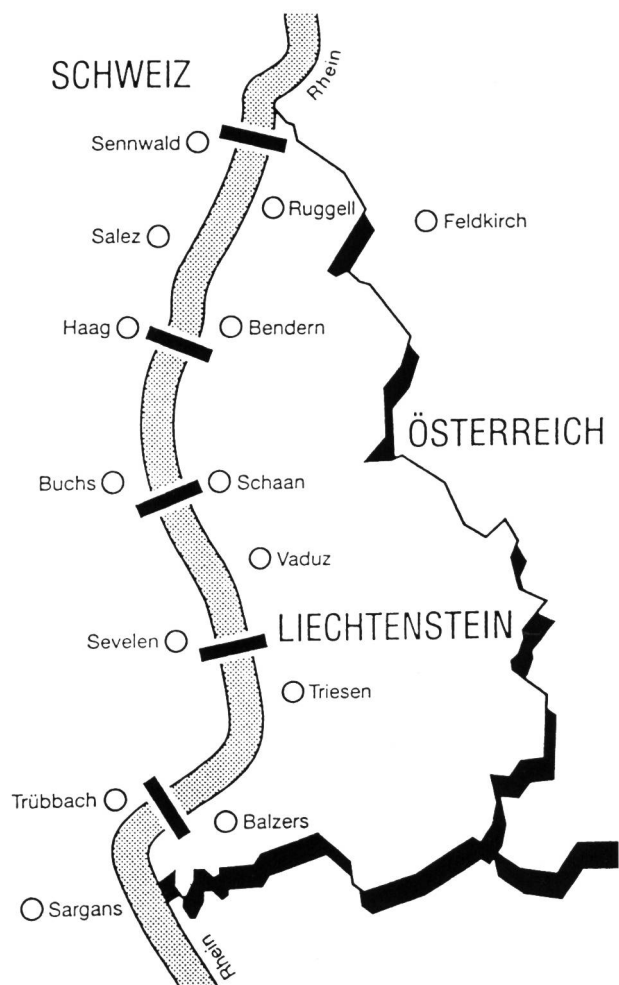 Rhein
SCHWEIZ
Sennwald
Ruggell
Feldkirch
Salez
Haag
Bendern
ÖSTERREICH
Buchs
Schaan
Vaduz
LIECHTENSTEIN
Sevelen
Triesen
Trübbach
Balzers
Sargans
Rhein